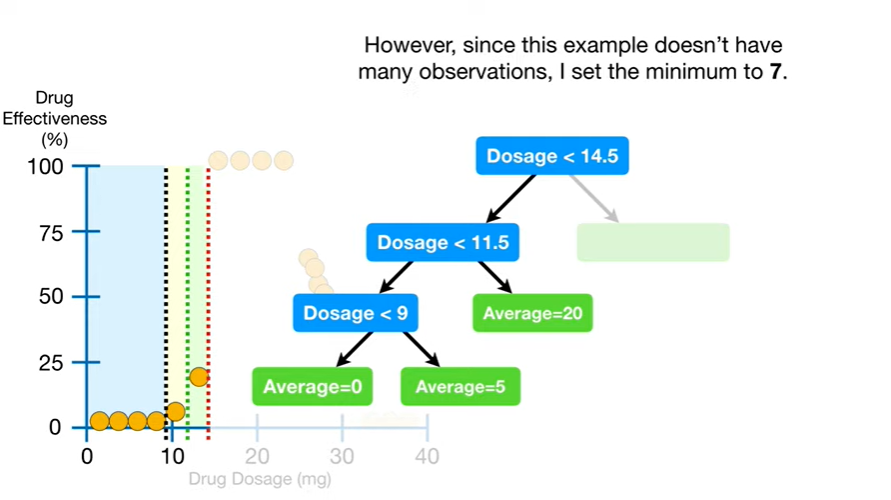 However, since this example doesn't have
many observations, I set the minimum to 7.
Drug
Effectiveness
(%)
100
75
50
25
0
0
10
20
30
40
Drug Dosage (mg)
Dosage < 14.5
Dosage < 11.5
Dosage < 9
Average=20
Average=0
Average=5